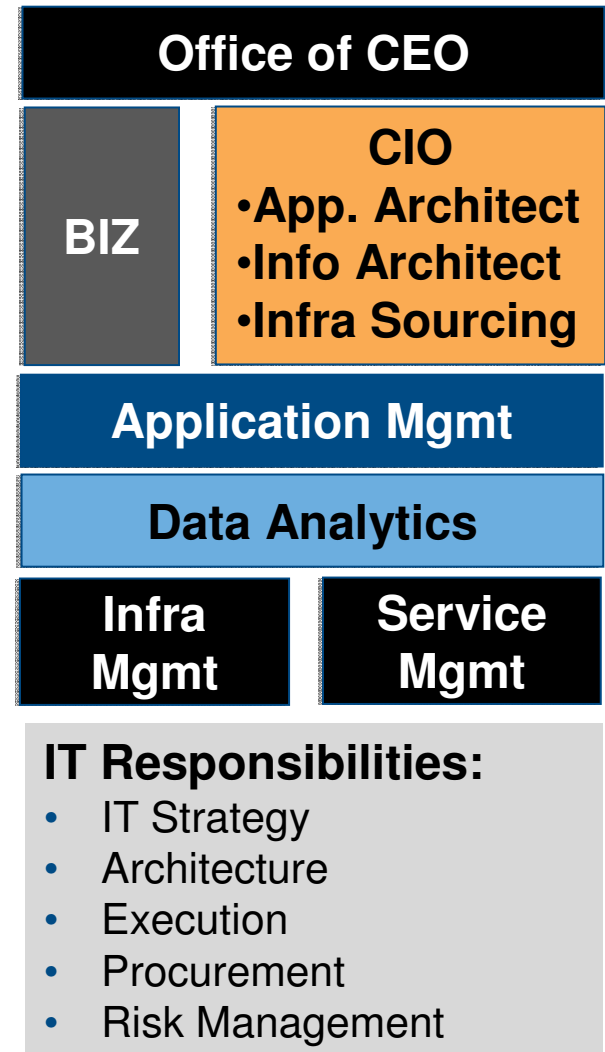 Office of CEO
BIZ
CIO
•App. Architect
•Info Architect
•Infra Sourcing
Application Mgmt
Data Analytics
Infra
Mgmt
Service
Mgmt
IT Responsibilities:
• IT Strategy
• Architecture
• Execution
• Procurement
• Risk Management